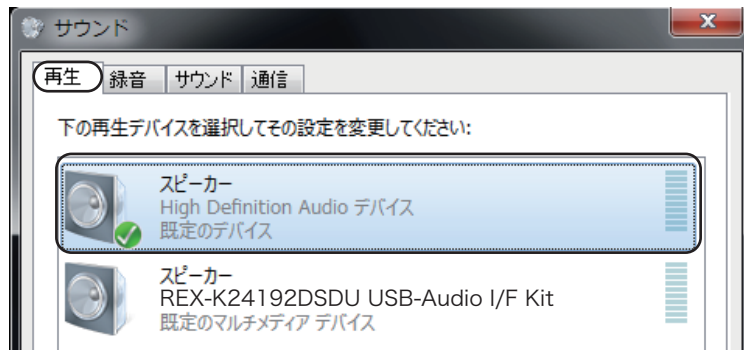 サウンド
再生 録音 サウンド 通信
下の再生デバイスを選択してその設定を変更してください:
スピーカー
High Definition Audio デバイス
既定のデバイス
スピーカー
REX-K24192DSDU USB-Audio I/F Kit
既定のマルチメディア デバイス